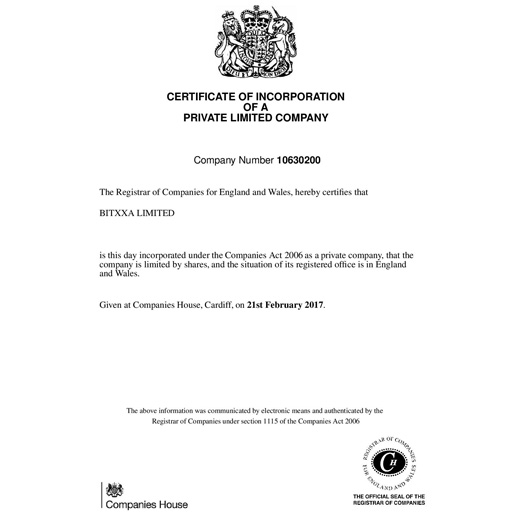 CERTIFICATE OF INCORPORATION
OF A
PRIVATE LIMITED COMPANY
Company Number 10630200
The Registrar of Companies for England and Wales, hereby certifies that
BITXXA LIMITED
is this day incorporated under the Companies Act 2006 as a private company, that the
company is limited by shares, and the situation of its registered office is in England
and Wales.
Given at Companies House, Cardiff, on 21st February 2017.
The above information was communicated by electronic means and authenticated by the
Registrar of Companies under section 1115 of the Companies Act 2006
REGISTRAR OF COMPANIES
FOR ENGLAND AND WALES
CH
Companies House
THE OFFICIAL SEAL OF THE
REGISTRAR OF COMPANIES